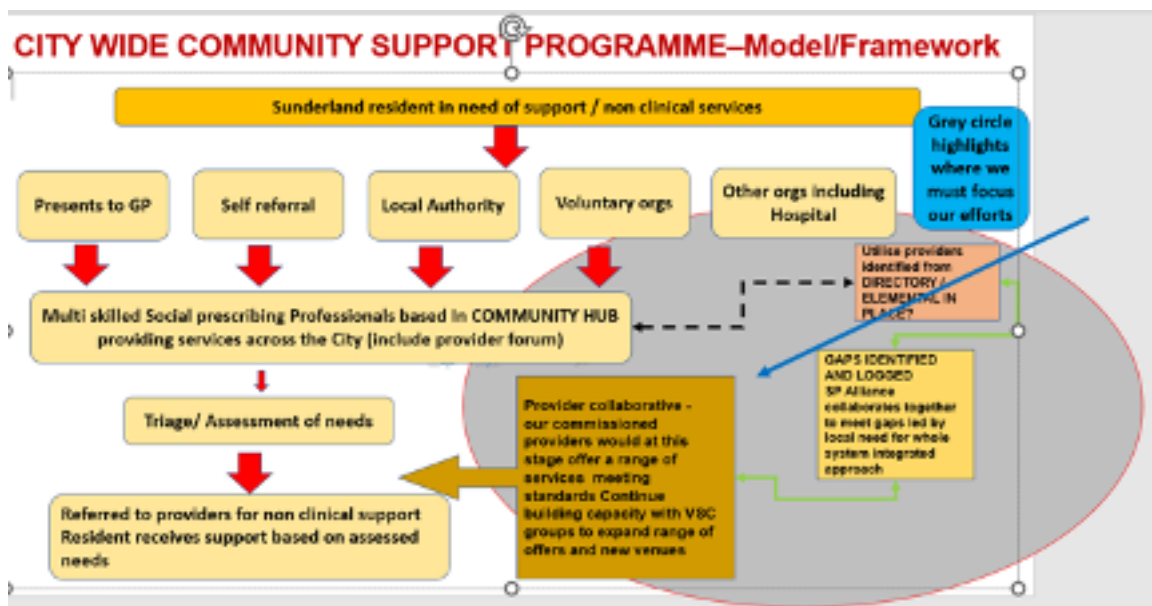 CITY WIDE COMMUNITY SUPPORT PROGRAMME–Model/Framework
Sunderland resident in need of support / non clinical services
Grey circle
highlights
where we
must focus
our efforts
Presents to GP
Self referral
Local Authority
Voluntary orgs
Other orgs including
Hospital
Utilise providers
identified from
DIRECTORY /
ELEMENTAL IN
PLACE?
Multi skilled Social prescribing Professionals based in COMMUNITY HUB
providing services across the City (include provider forum)
GAPS IDENTIFIED
AND LOGGED
SP Alliance
collaborates together
to meet gaps led by
local need for whole
system integrated
approach
Triage/ Assessment of needs
Provider collaborative -
our commissioned
providers would at this
stage offer a range of
services meeting
standards Continue
building capacity with VSC
groups to expand range of
offers and new venues
Referred to providers for non clinical support
Resident receives support based on assessed
needs